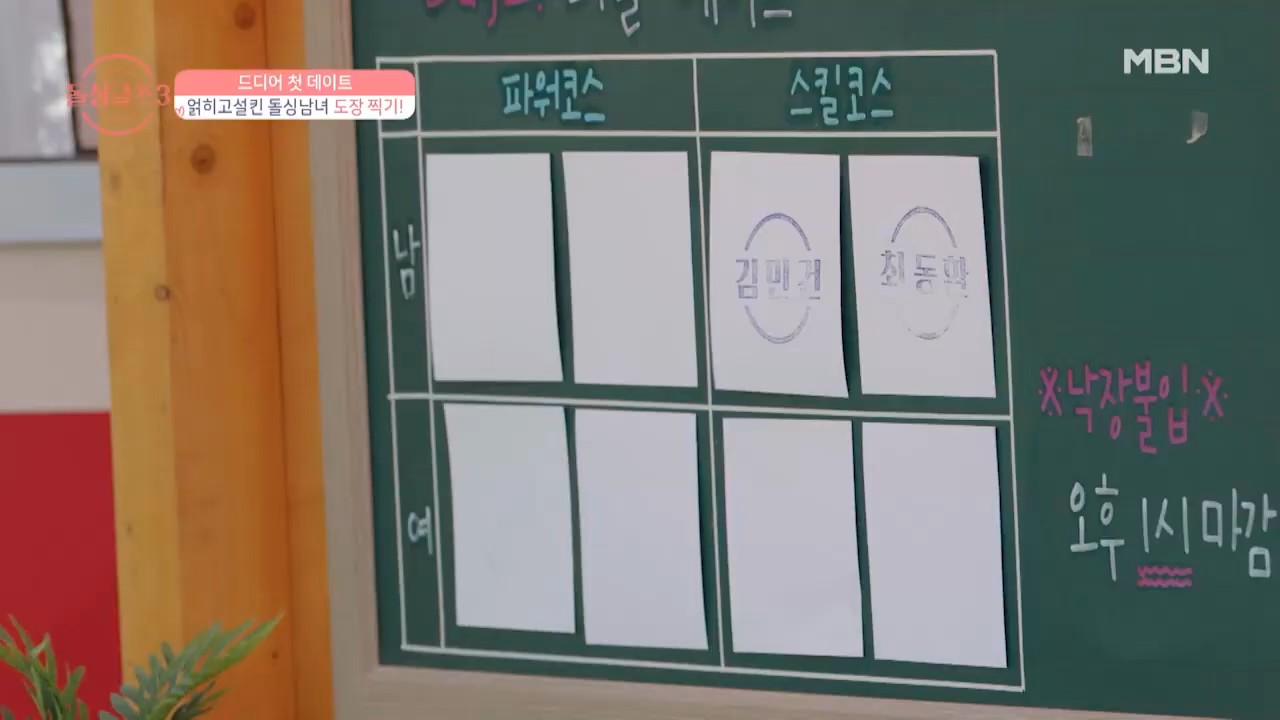 MBN
돌싱글즈3
드디어 첫 데이트
얽히고설킨 돌싱남녀 도장 찍기!
파워코스 스킬코스
남
김민건 최동환
여
※낙장불입※
오후 1시 마감